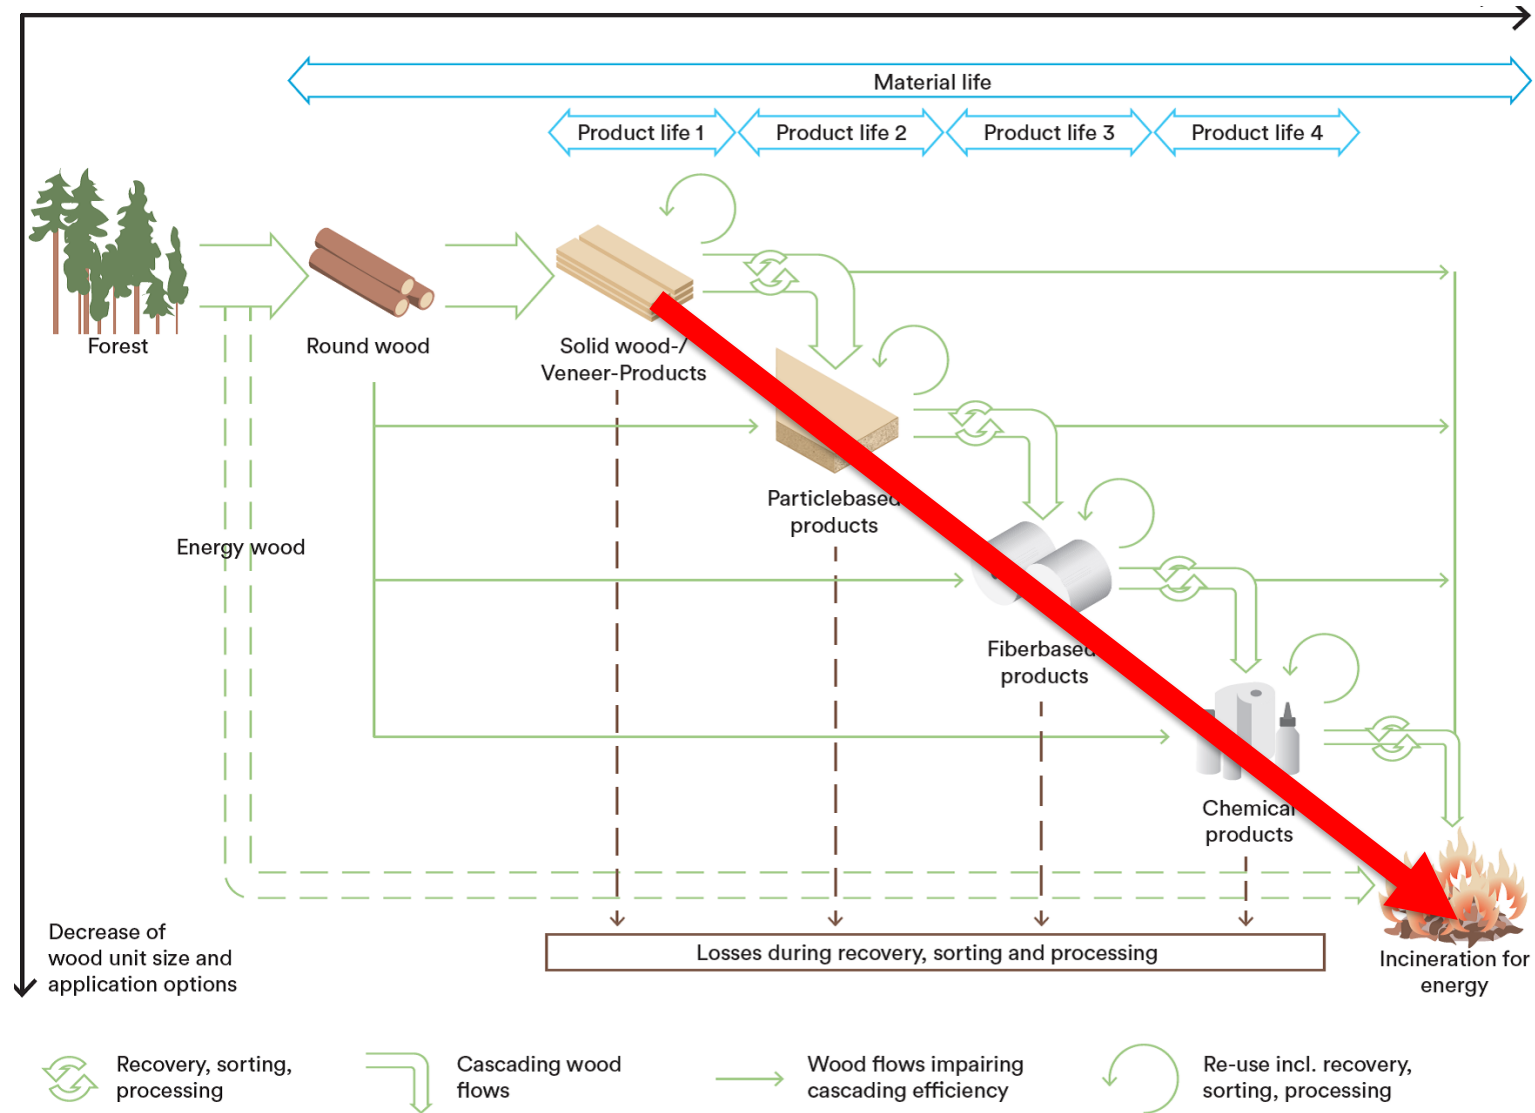 Material life
Product life 1
Product life 2
Product life 3
Product life 4
Forest
Round wood
Solid wood-/
Veneer-Products
Particlebased
products
Energy wood
Fiberbased
products
Chemical
products
Decrease of
wood unit size and
application options
Losses during recovery, sorting and processing
Incineration for
energy
Recovery, sorting,
processing
Cascading wood
flows
Wood flows impairing
cascading efficiency
Re-use incl. recovery,
sorting, processing